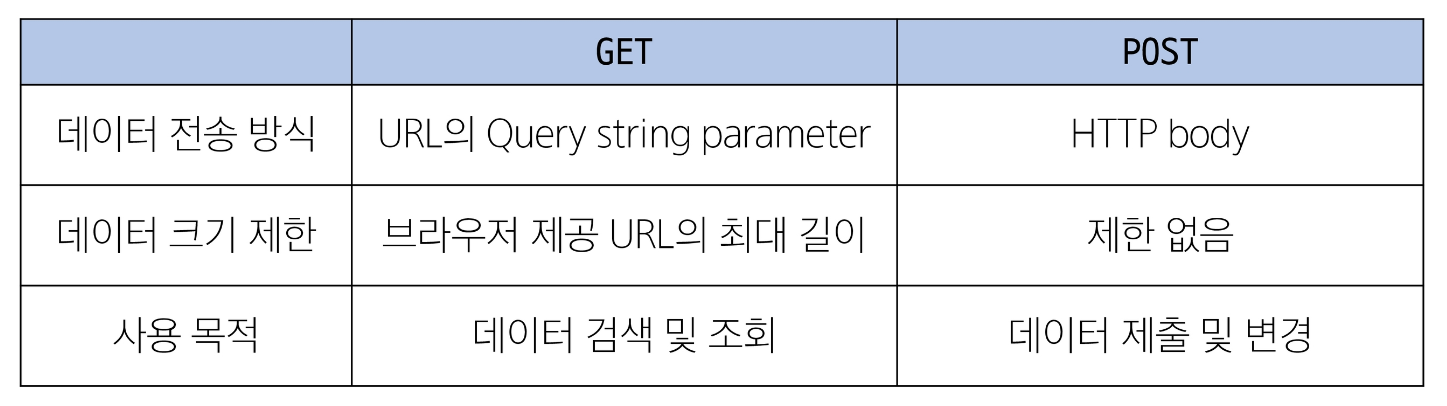 GET POST
데이터 전송 방식 URL의 Query string parameter HTTP body
데이터 크기 제한 브라우저 제공 URL의 최대 길이 제한 없음
사용 목적 데이터 검색 및 조회 데이터 제출 및 변경